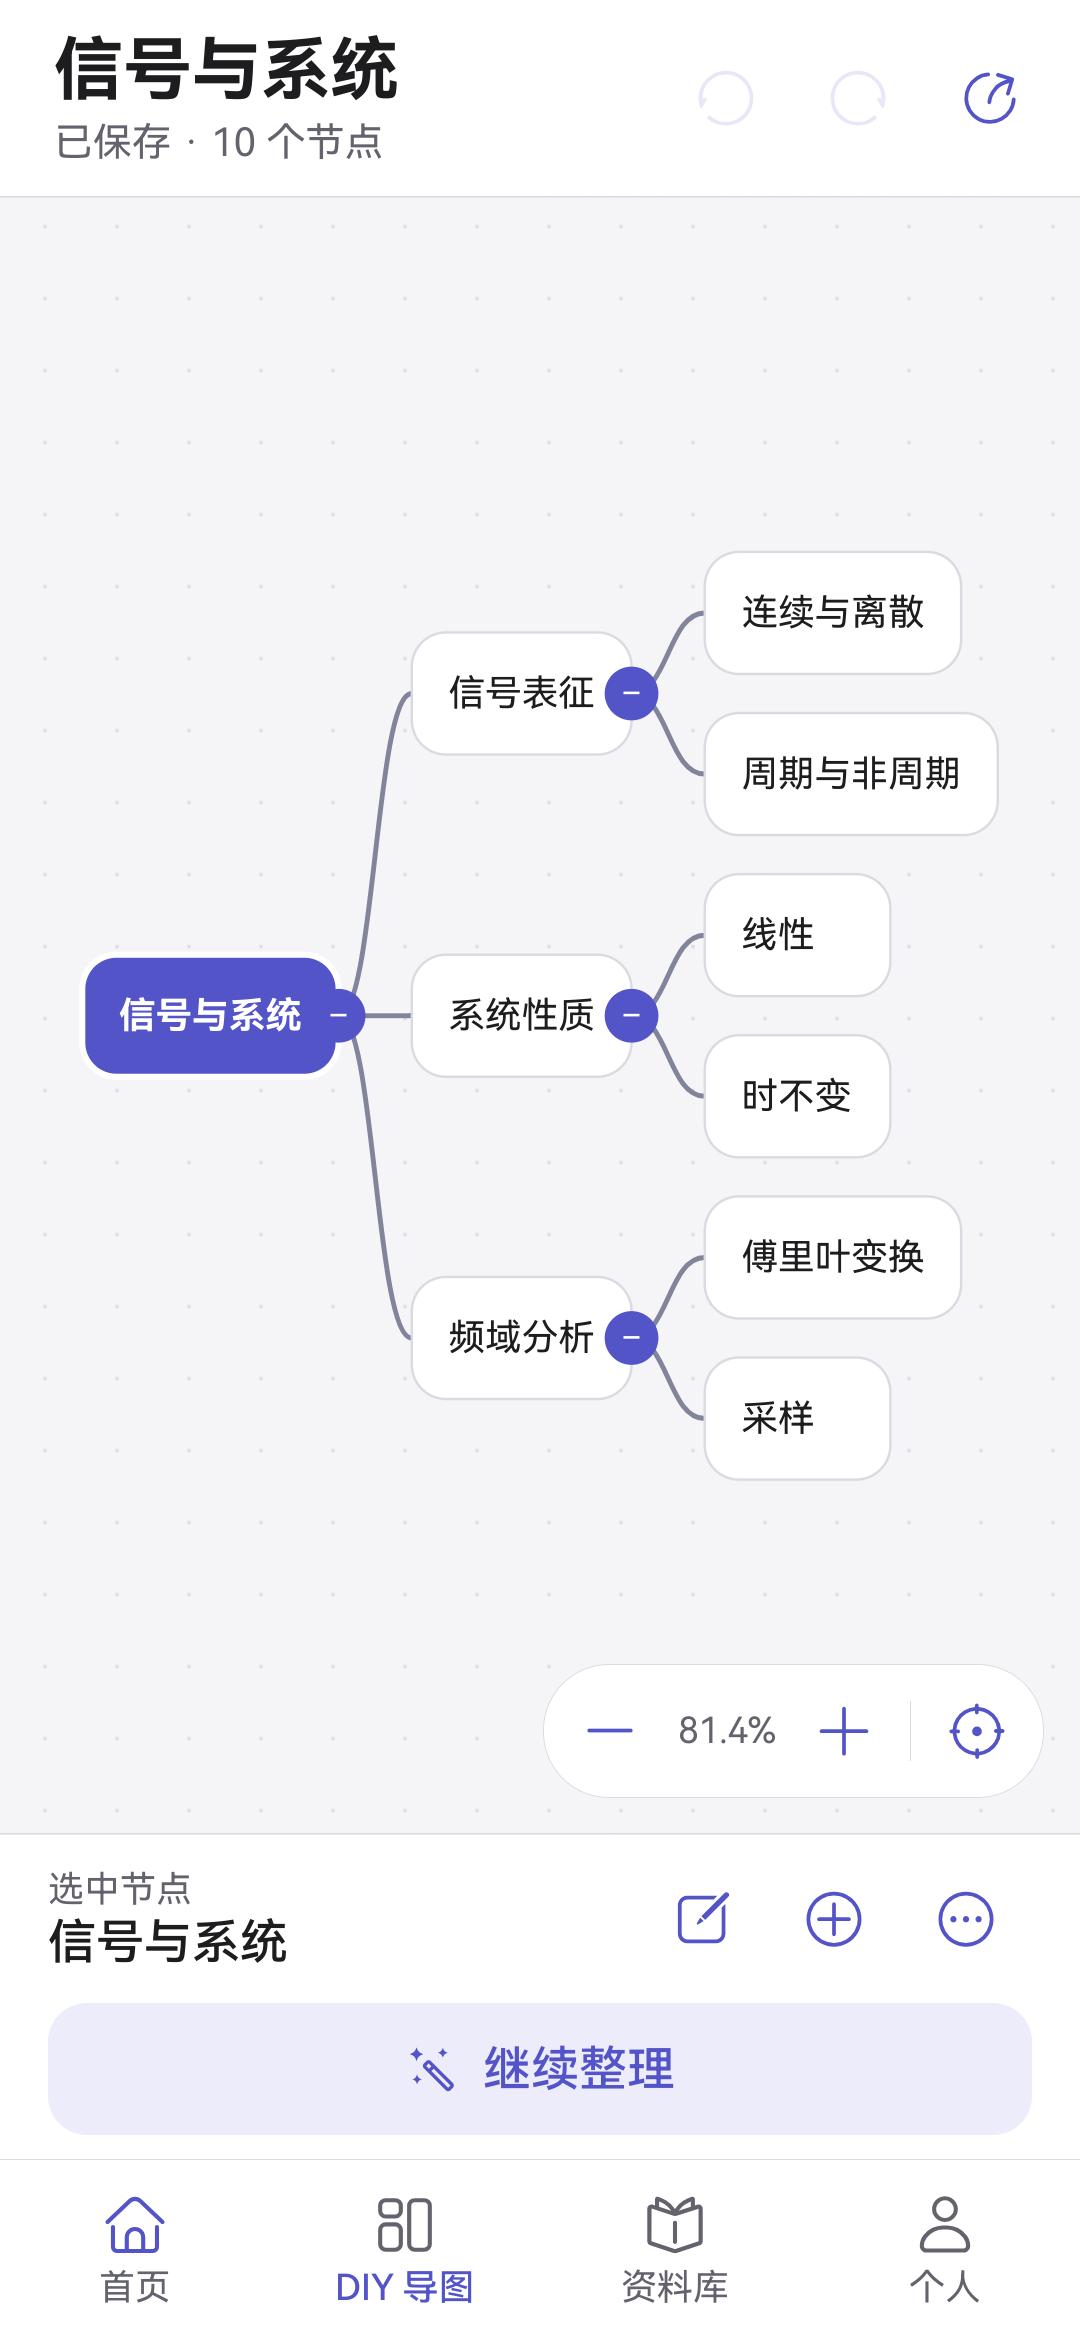 信号与系统
已保存 · 10 个节点
连续与离散
信号表征
周期与非周期
线性
信号与系统
系统性质
时不变
傅里叶变换
频域分析
采样
81.4%
选中节点
信号与系统
继续整理
首页
DIY 导图
资料库
个人